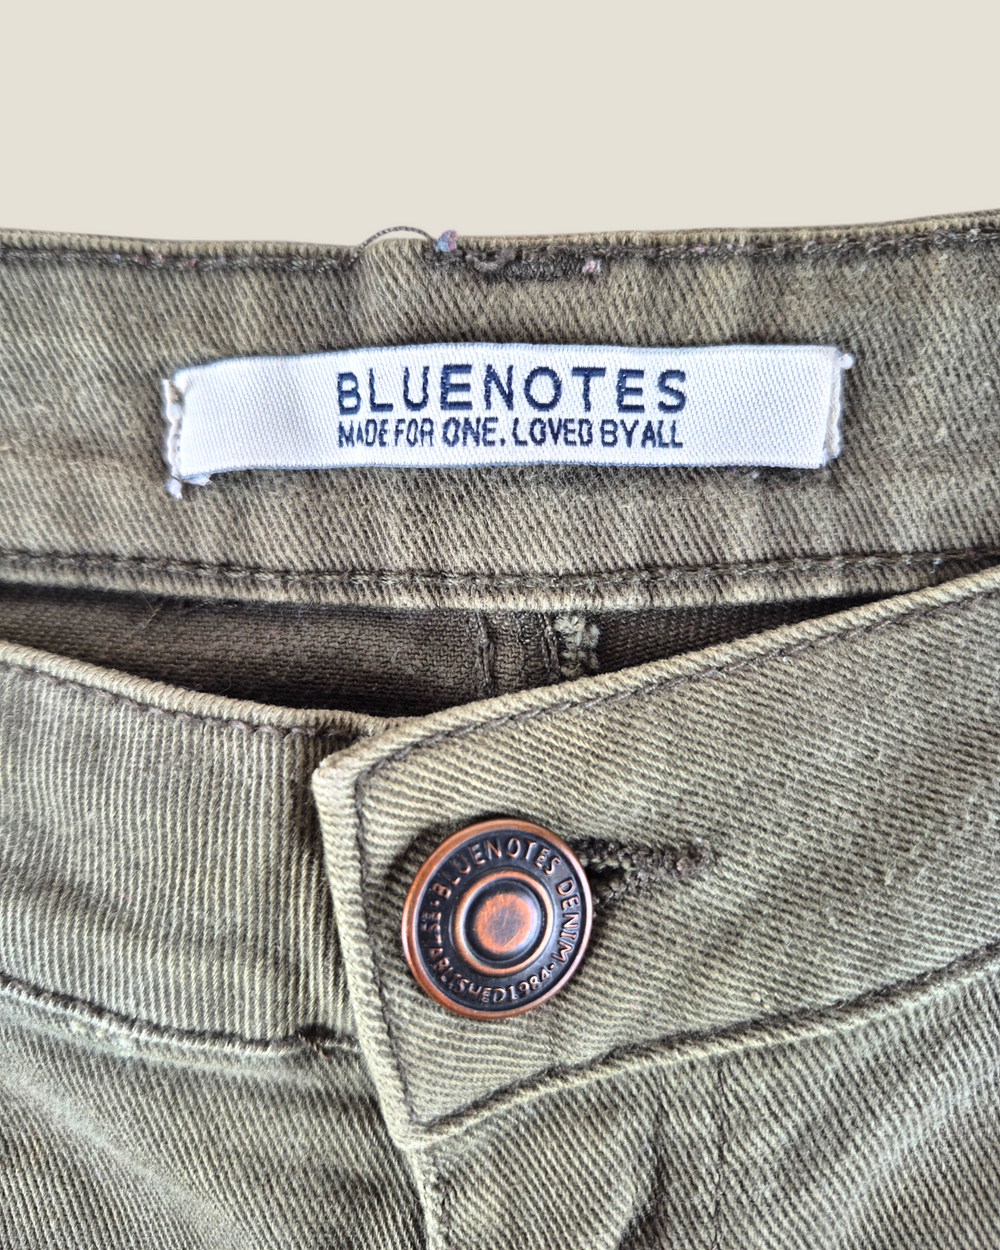 BLUENOTES
MADE FOR ONE. LOVED BY ALL
BLUENOTES DENIM · ESTABLISHED 1984 ·